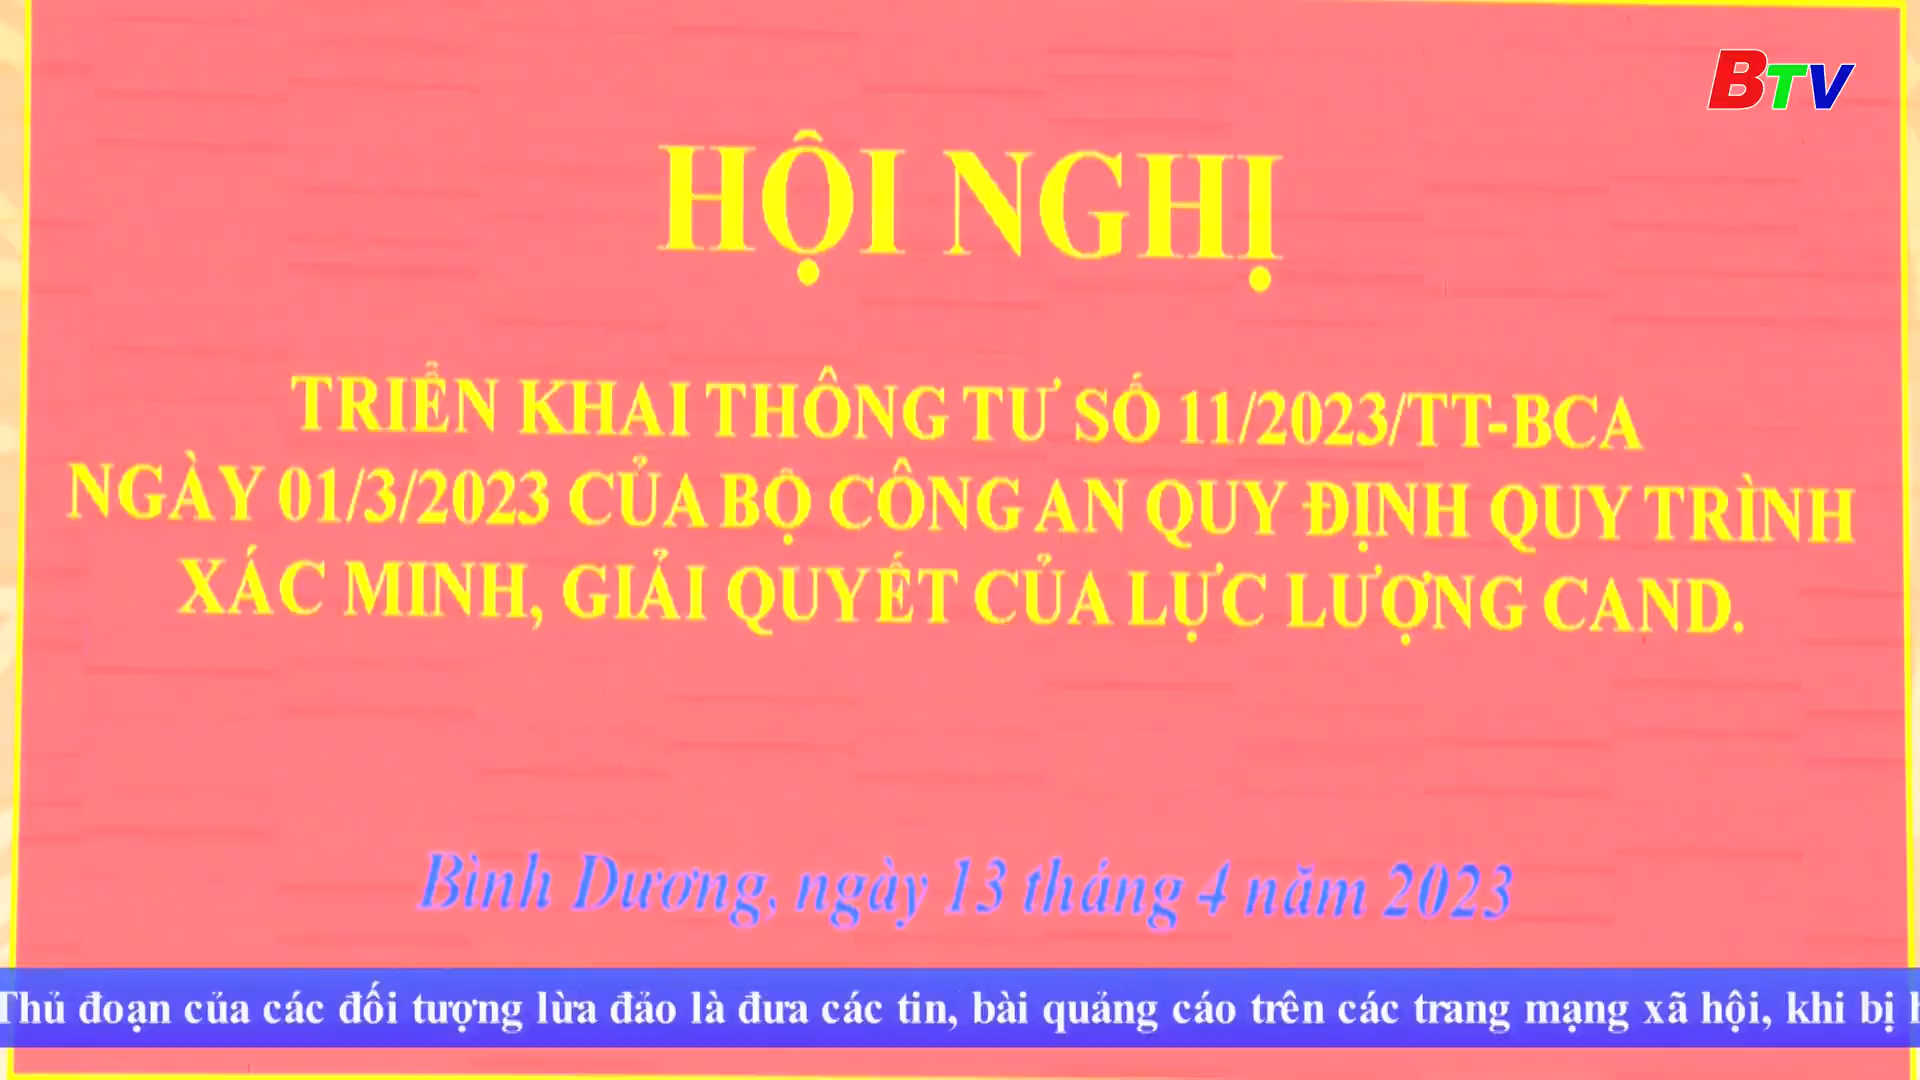 BTV
HỘI NGHỊ
TRIỂN KHAI THÔNG TƯ SỐ 11/2023/TT-BCA
NGÀY 01/3/2023 CỦA BỘ CÔNG AN QUY ĐỊNH QUY TRÌNH
XÁC MINH, GIẢI QUYẾT CỦA LỰC LƯỢNG CAND.
Bình Dương, ngày 13 tháng 4 năm 2023
Thủ đoạn của các đối tượng lừa đảo là đưa các tin, bài quảng cáo trên các trang mạng xã hội, khi bị